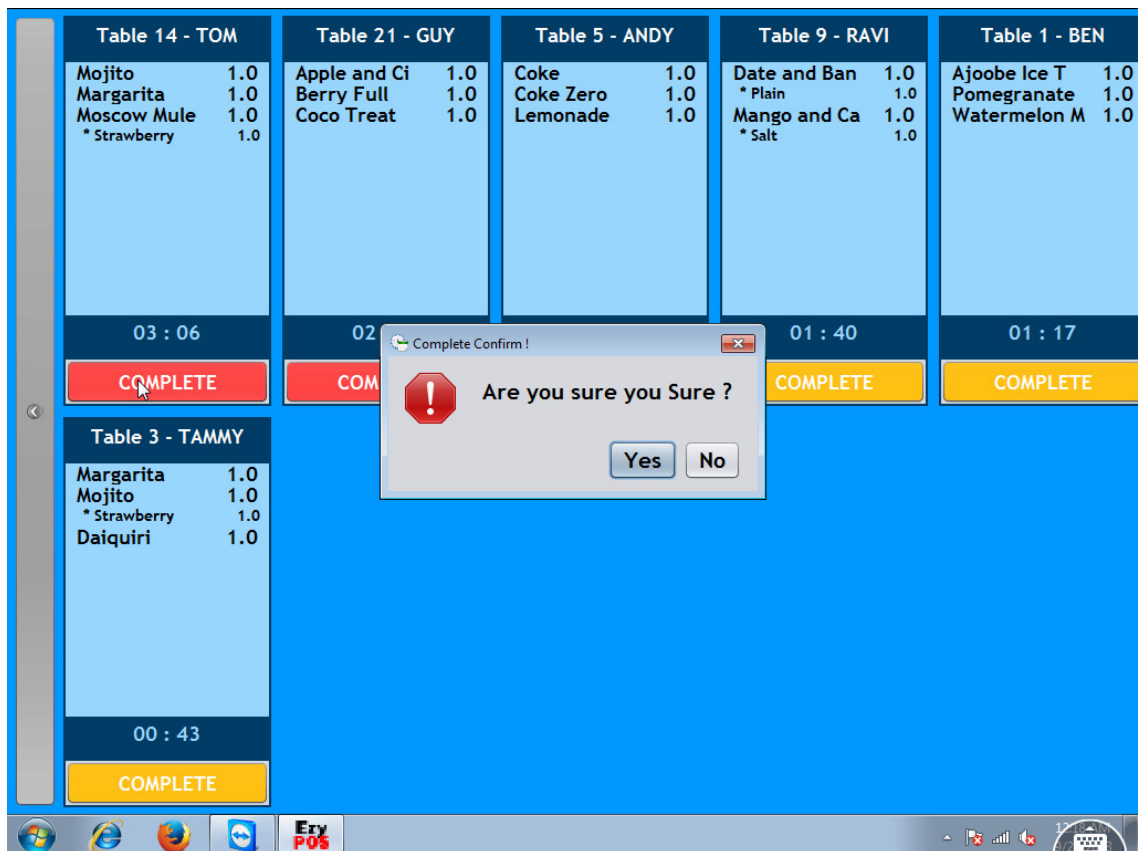 Table 14 - TOM
Mojito 1.0
Margarita 1.0
Moscow Mule 1.0
* Strawberry 1.0
03 : 06
COMPLETE
Table 21 - GUY
Apple and Ci 1.0
Berry Full 1.0
Coco Treat 1.0
02
COM
Table 5 - ANDY
Coke 1.0
Coke Zero 1.0
Lemonade 1.0
Table 9 - RAVI
Date and Ban 1.0
* Plain 1.0
Mango and Ca 1.0
* Salt 1.0
01 : 40
COMPLETE
Table 1 - BEN
Ajoobe Ice T 1.0
Pomegranate 1.0
Watermelon M 1.0
01 : 17
COMPLETE
Complete Confirm !
Are you sure you Sure ?
Yes No
Table 3 - TAMMY
Margarita 1.0
Mojito 1.0
* Strawberry 1.0
Daiquiri 1.0
00 : 43
COMPLETE
Ezy
POS
12:18 AM